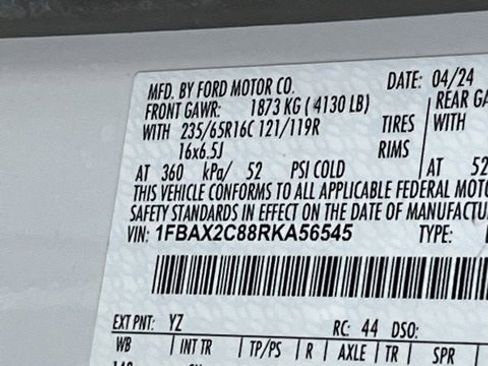 MFD. BY FORD MOTOR CO. DATE: 04/24
FRONT GAWR: 1873 KG ( 4130 LB) REAR
WITH 235/65R16C 121/119R TIRES WITH
16x6.5J RIMS
AT 360 kPa/ 52 PSI COLD AT 52
THIS VEHICLE CONFORMS TO ALL APPLICABLE FEDERAL
SAFETY STANDARDS IN EFFECT ON THE DATE OF
VIN: 1FBAX2C88RKA56545 TYPE:
EXT PNT: YZ RC: 44 DSO:
WB INT TR TP/PS R AXLE TR SPR